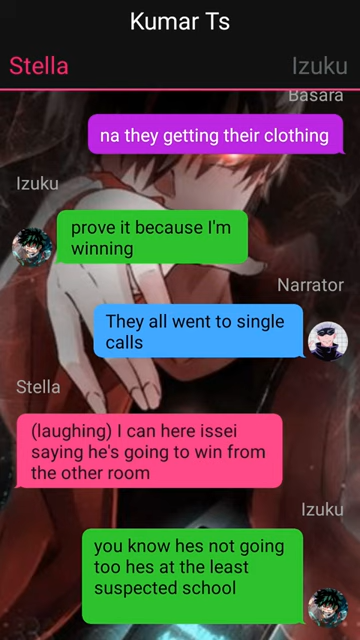 Kumar Ts
Stella
Izuku
Basara
na they getting their clothing
Izuku
prove it because I'm
winning
Narrator
They all went to single
calls
Stella
(laughing) I can here issei
saying he's going to win from
the other room
Izuku
you know hes not going
too hes at the least
suspected school